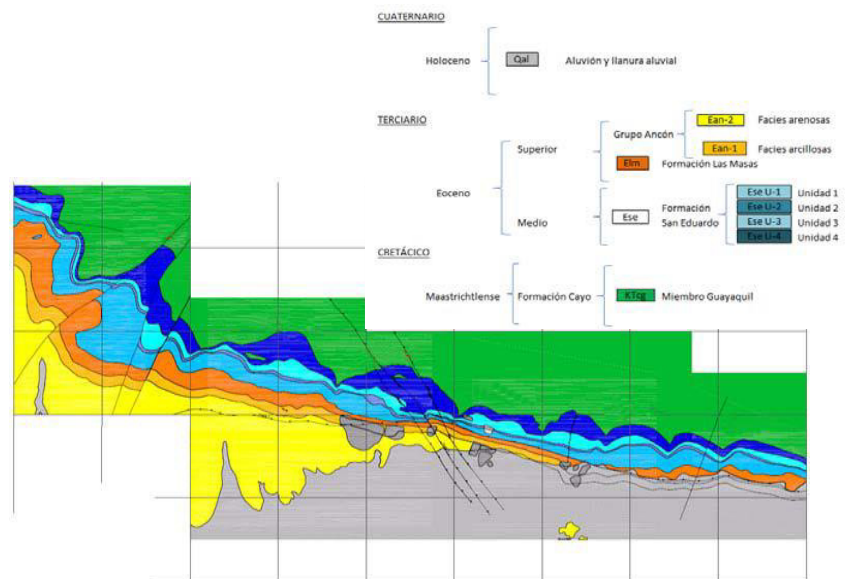 CUATERNARIO
Holoceno Qal Aluvión y llanura aluvial
TERCIARIO
Ean-2 Facies arenosas
Grupo Ancón
Superior
Ean-1 Facies arcillosas
Elm Formación Las Masas
Eoceno
Ese U-1 Unidad 1
Formación Ese U-2 Unidad 2
Medio Ese
San Eduardo Ese U-3 Unidad 3
Ese U-4 Unidad 4
CRETÁCICO
Maastrichtlense Formación Cayo KTcg Miembro Guayaquil